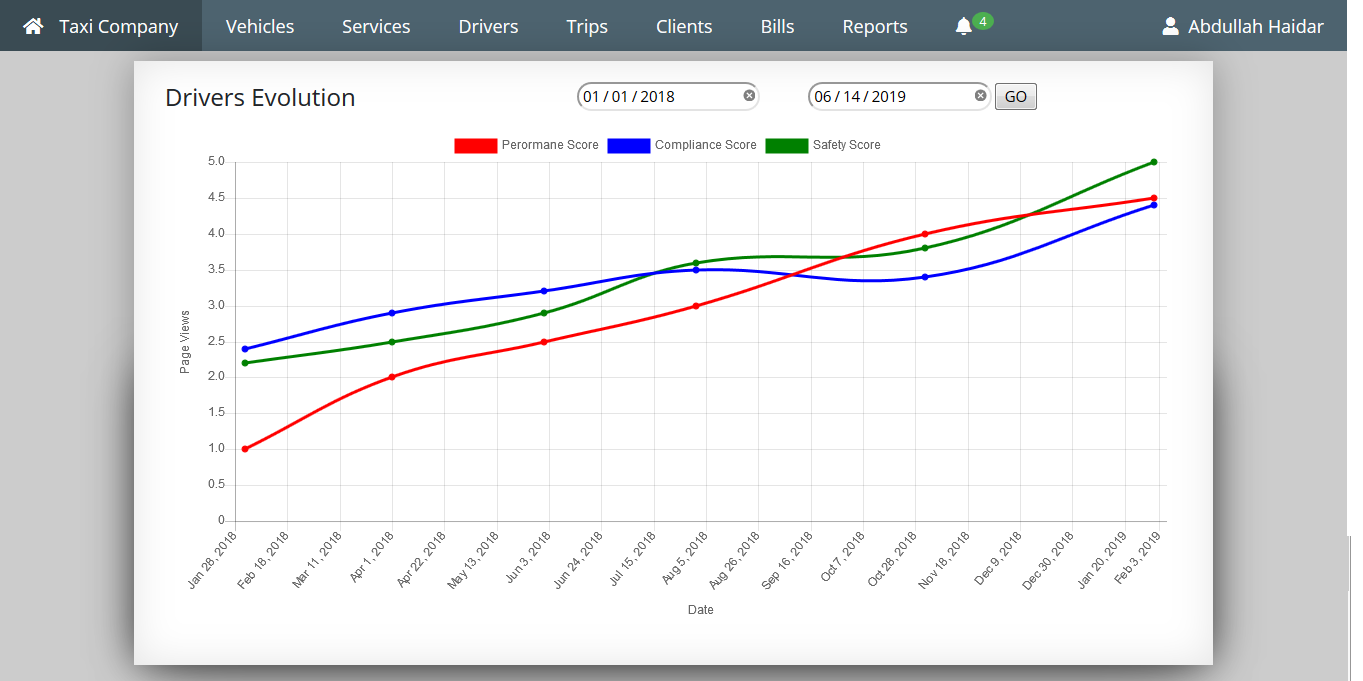 Taxi Company Vehicles Services Drivers Trips Clients Bills Reports 4 Abdullah Haidar
Drivers Evolution 01 / 01 / 2018 06 / 14 / 2019 GO
Perormane Score Compliance Score Safety Score
5.0
4.5
4.0
3.5
3.0
2.5
2.0
1.5
1.0
0.5
0
Page Views
Jan 28, 2018
Feb 18, 2018
Mar 11, 2018
Apr 1, 2018
Apr 22, 2018
May 13, 2018
Jun 3, 2018
Jun 24, 2018
Jul 15, 2018
Aug 5, 2018
Aug 26, 2018
Sep 16, 2018
Oct 7, 2018
Oct 28, 2018
Nov 18, 2018
Dec 9, 2018
Dec 30, 2018
Jan 20, 2019
Feb 3, 2019
Date